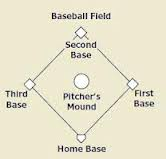 Baseball Field
Second
Base
Third
Base
Pitcher's
Mound
First
Base
Home Base